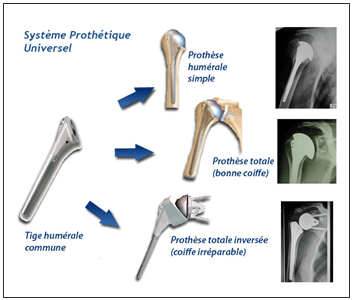 Système Prothétique
Universel
Prothèse
humérale
simple
Prothèse totale
(bonne coiffe)
Tige humérale
commune
Prothèse totale inversée
(coiffe irréparable)